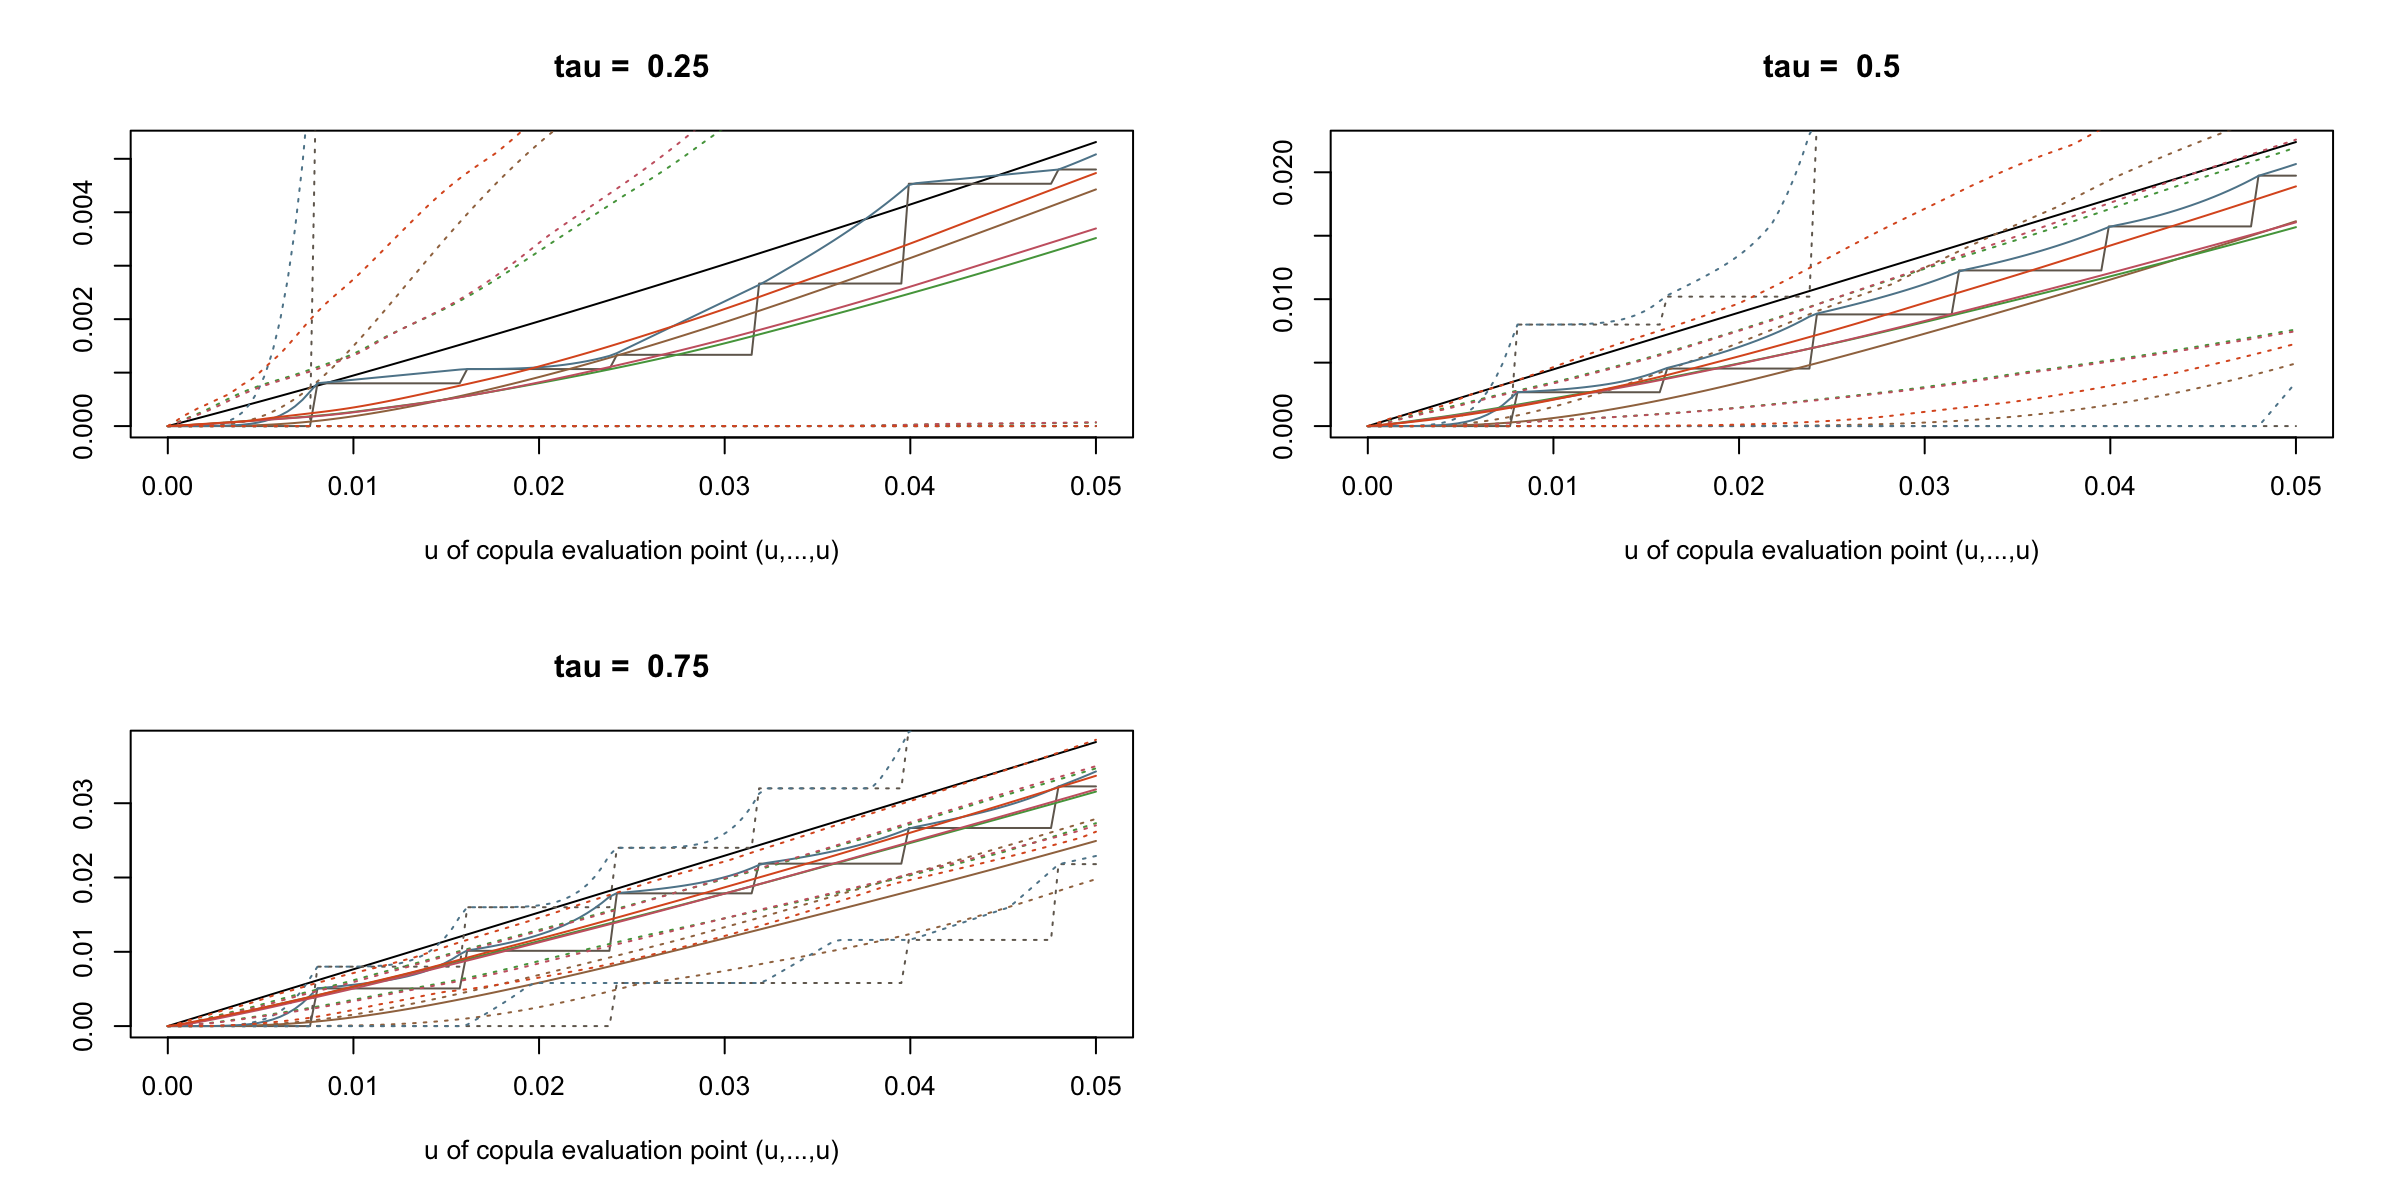 tau =  0.25
0.004
0.002
0.000
0.00 0.01 0.02 0.03 0.04 0.05
u of copula evaluation point (u,...,u)
tau =  0.5
0.020
0.010
0.000
0.00 0.01 0.02 0.03 0.04 0.05
u of copula evaluation point (u,...,u)
tau =  0.75
0.03
0.02
0.01
0.00
0.00 0.01 0.02 0.03 0.04 0.05
u of copula evaluation point (u,...,u)